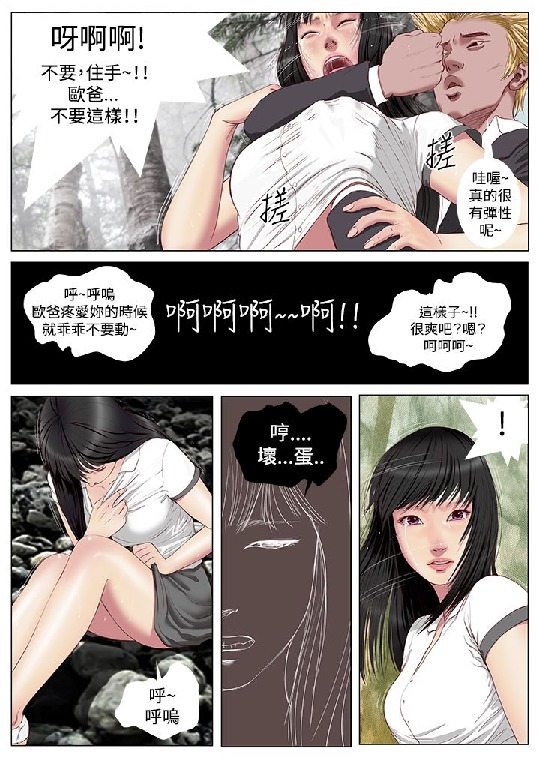 呀啊啊!
不要,住手~!!
歐爸...
不要這樣!!
搓
搓
哇喔~
真的很
有彈性
呢~
呼~呼嗚
歐爸疼愛妳的時候
就乖乖不要動~
啊啊啊~~啊!!
這樣子~!!
很爽吧?嗯?
呵呵呵~
呼~
呼嗚
哼....
壞...蛋..
!